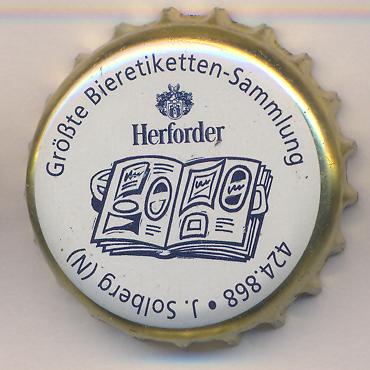 Größte Bieretiketten-Sammlung
Herforder
424.868 • J. Solberg (N)